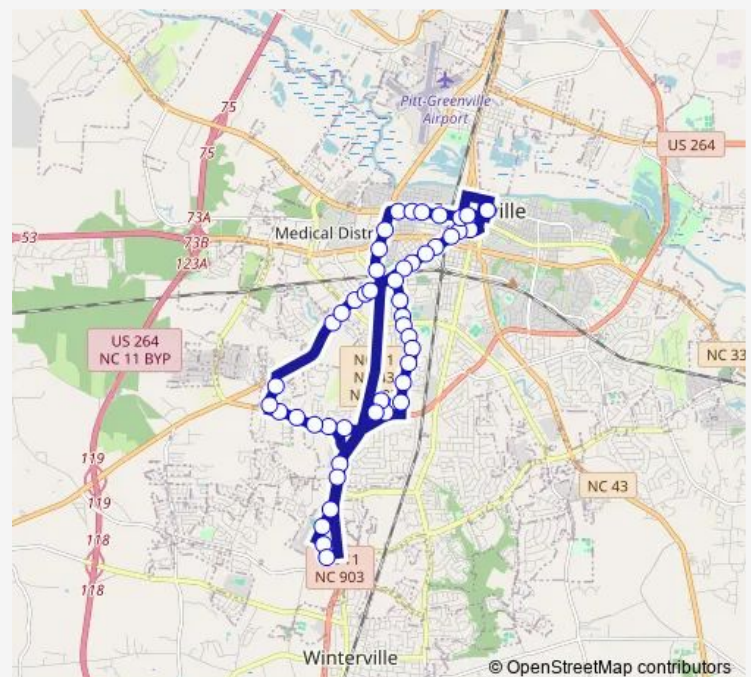 75
Pitt-Greenville
Airport
75
US 264
73A
ville
53
Medical Distr
73B
123A
US 264
NC 11 BYP
NC 33
119
119
NC 43
118
118
NC 903
Winterville
© OpenStreetMap contributors